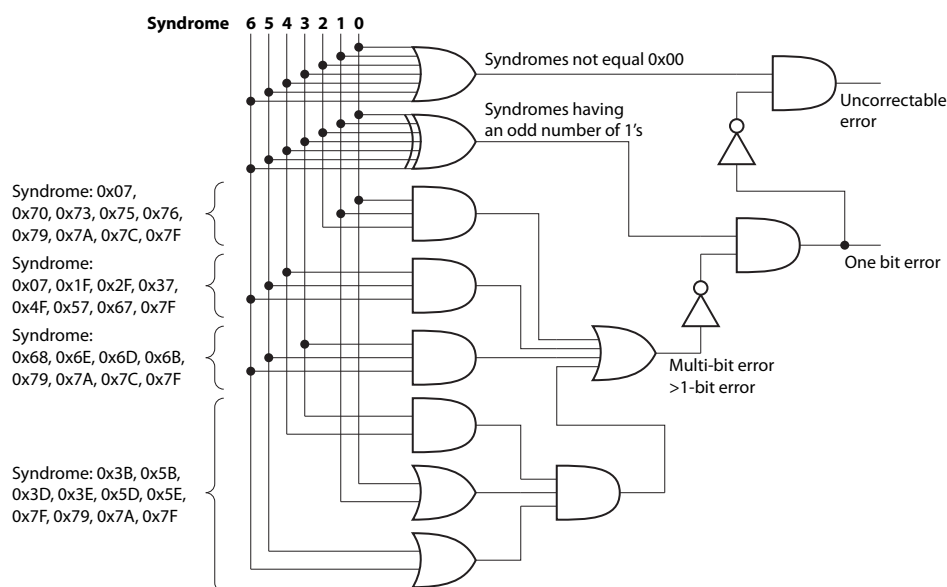 Syndrome 6 5 4 3 2 1 0
Syndromes not equal 0x00
Uncorrectable
error
Syndromes having
an odd number of 1's
Syndrome: 0x07,
0x70, 0x73, 0x75, 0x76,
0x79, 0x7A, 0x7C, 0x7F
One bit error
Syndrome:
0x07, 0x1F, 0x2F, 0x37,
0x4F, 0x57, 0x67, 0x7F
Syndrome:
0x68, 0x6E, 0x6D, 0x6B,
0x79, 0x7A, 0x7C, 0x7F
Multi-bit error
>1-bit error
Syndrome: 0x3B, 0x5B,
0x3D, 0x3E, 0x5D, 0x5E,
0x7F, 0x79, 0x7A, 0x7F